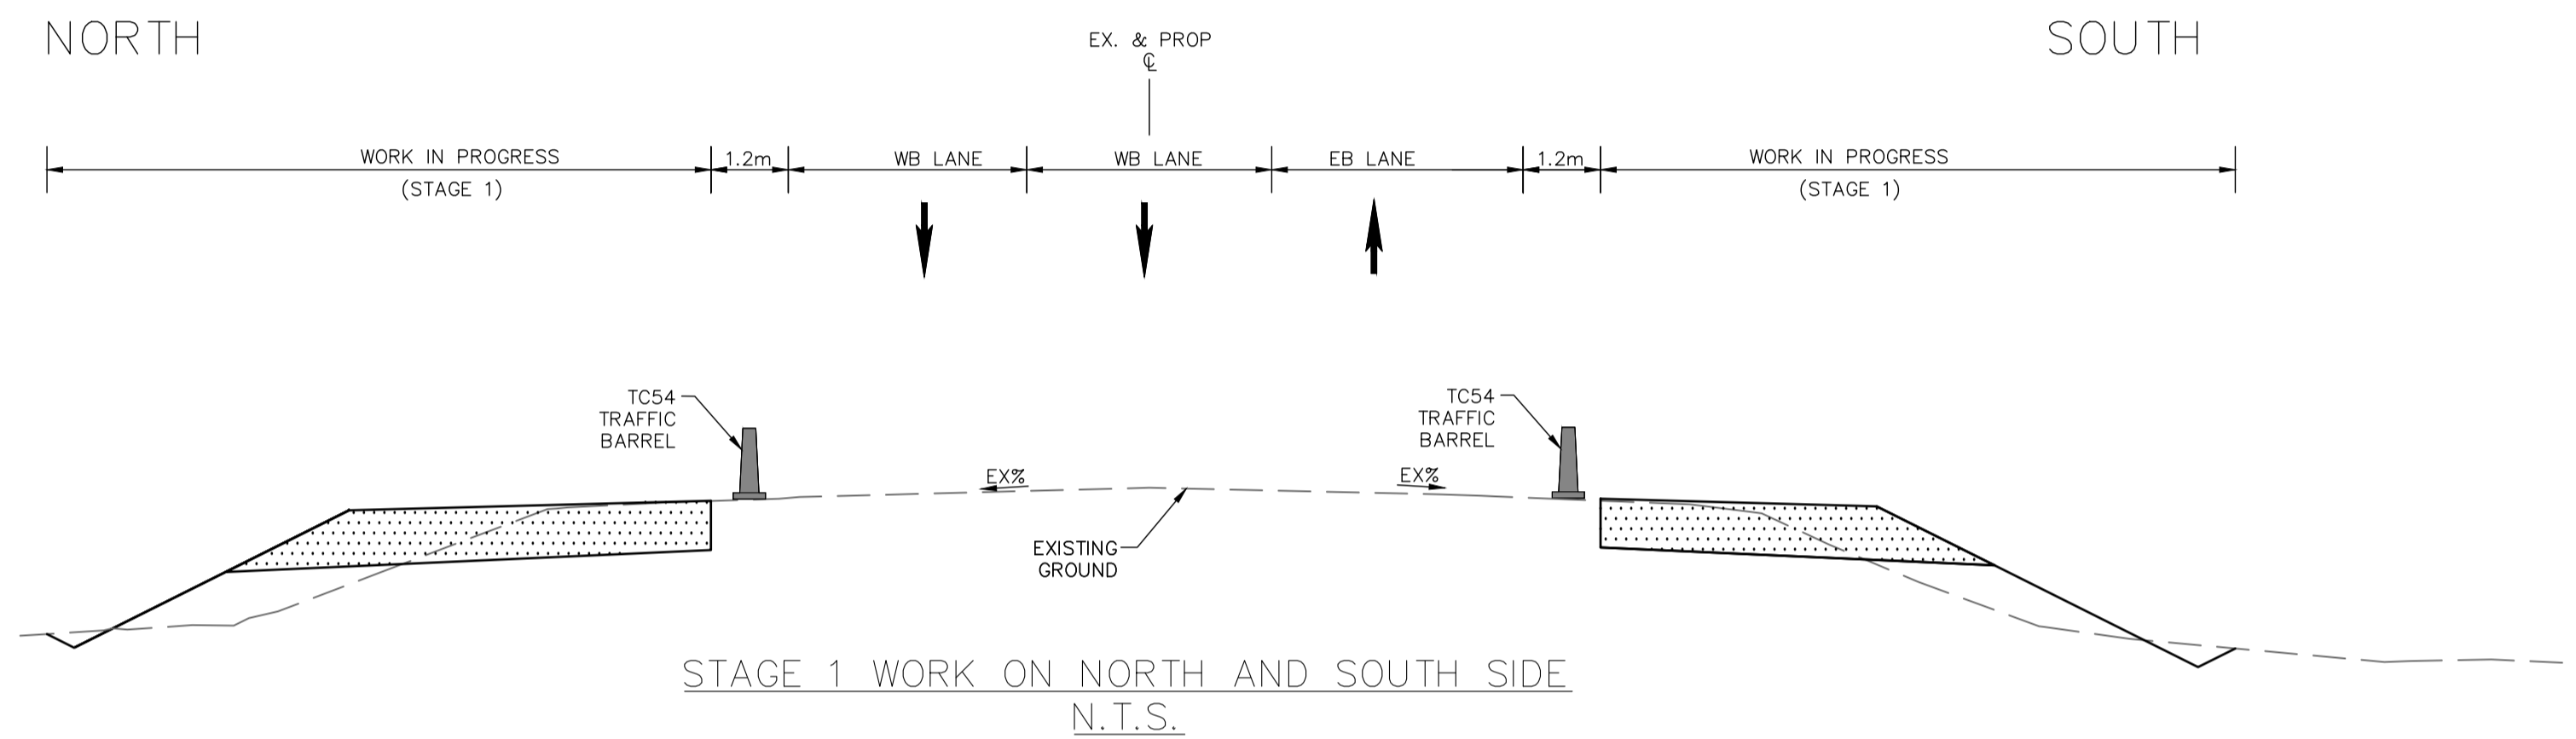 NORTH
EX. & PROP
℄
SOUTH
WORK IN PROGRESS
(STAGE 1)
1.2m
WB LANE
WB LANE
EB LANE
1.2m
WORK IN PROGRESS
(STAGE 1)
TC54
TRAFFIC
BARREL
TC54
TRAFFIC
BARREL
EX%
EX%
EXISTING
GROUND
STAGE 1 WORK ON NORTH AND SOUTH SIDE
N.T.S.